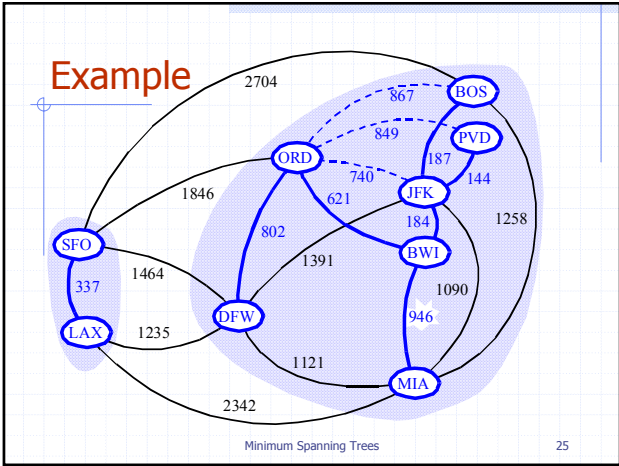 Example
2704
BOS
867
849
PVD
ORD
187
740
144
1846
621
JFK
184
1258
802
SFO
1391
BWI
1464
337
1090
946
DFW
LAX
1235
1121
MIA
2342
Minimum Spanning Trees
25